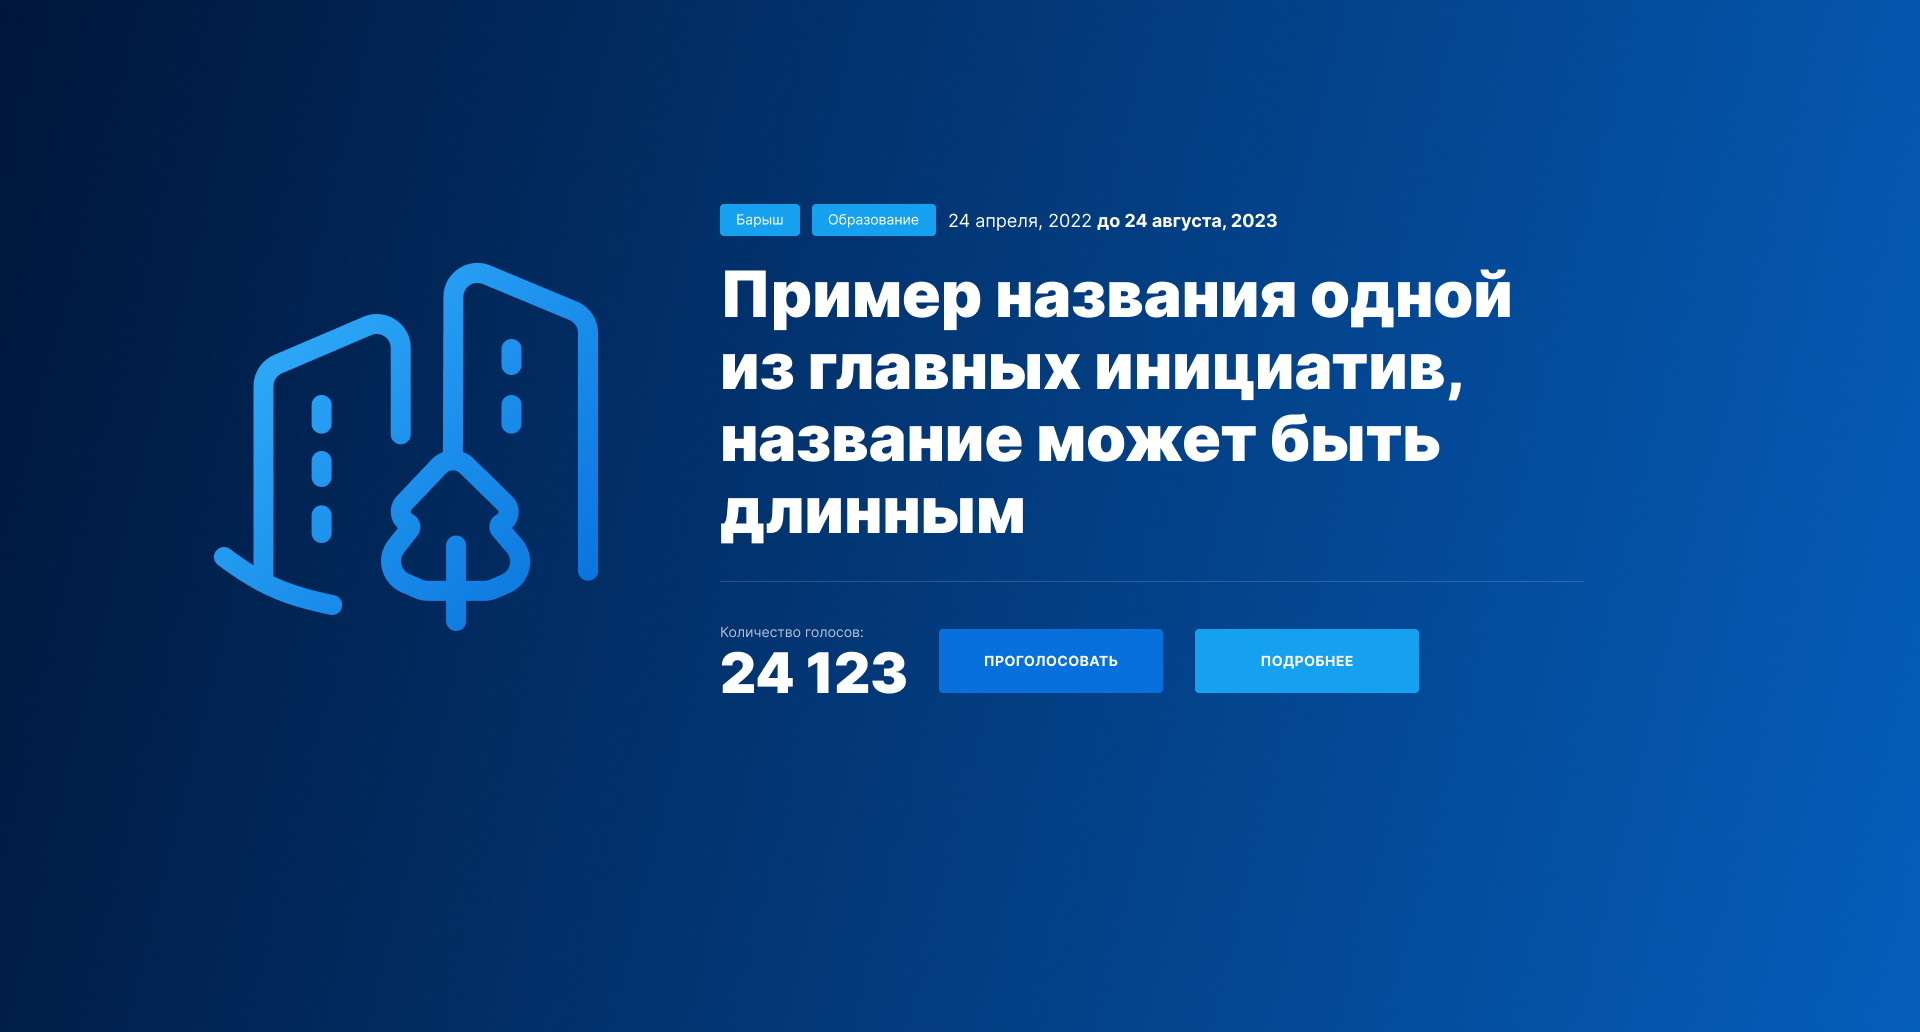 Барыш Образование 24 апреля, 2022 до 24 августа, 2023
Пример названия одной
из главных инициатив,
название может быть
длинным
Количество голосов:
24 123
ПРОГОЛОСОВАТЬ
ПОДРОБНЕЕ